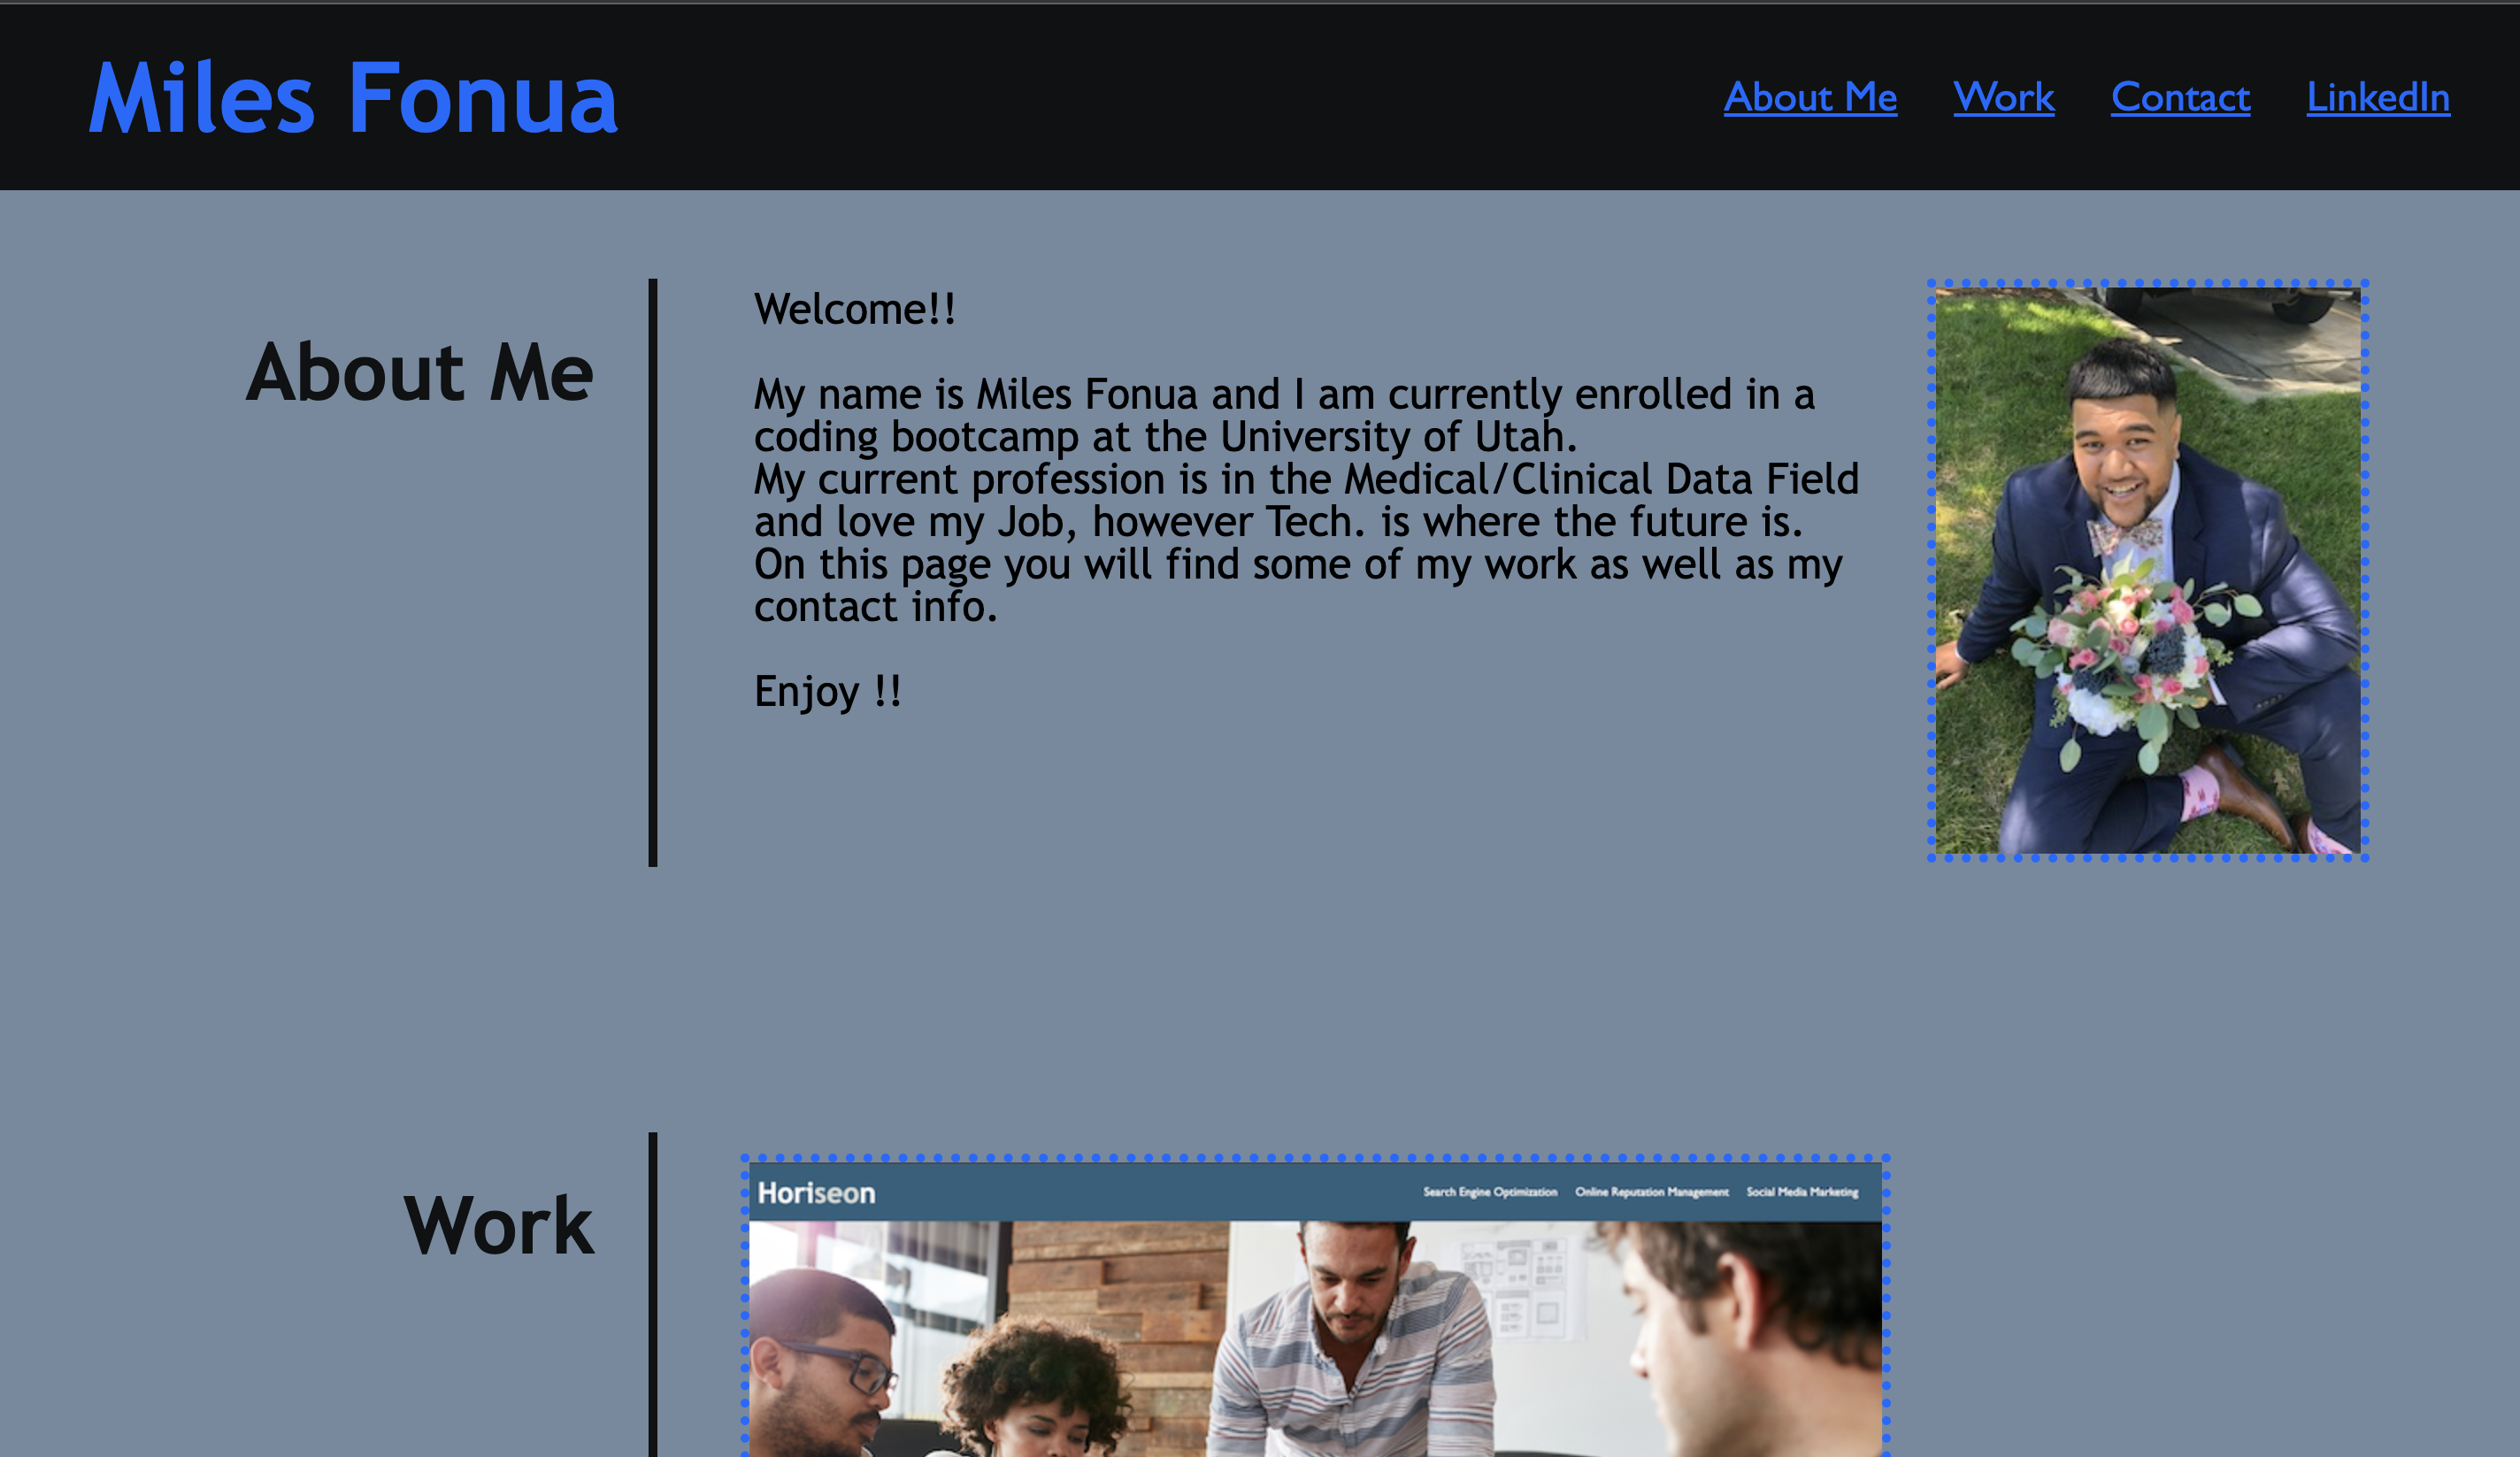 Miles Fonua
About Me Work Contact LinkedIn
About Me
Welcome!!
My name is Miles Fonua and I am currently enrolled in a
coding bootcamp at the University of Utah.
My current profession is in the Medical/Clinical Data Field
and love my Job, however Tech. is where the future is.
On this page you will find some of my work as well as my
contact info.
Enjoy !!
Work
Horiseon
Search Engine Optimization Online Reputation Management Social Media Marketing